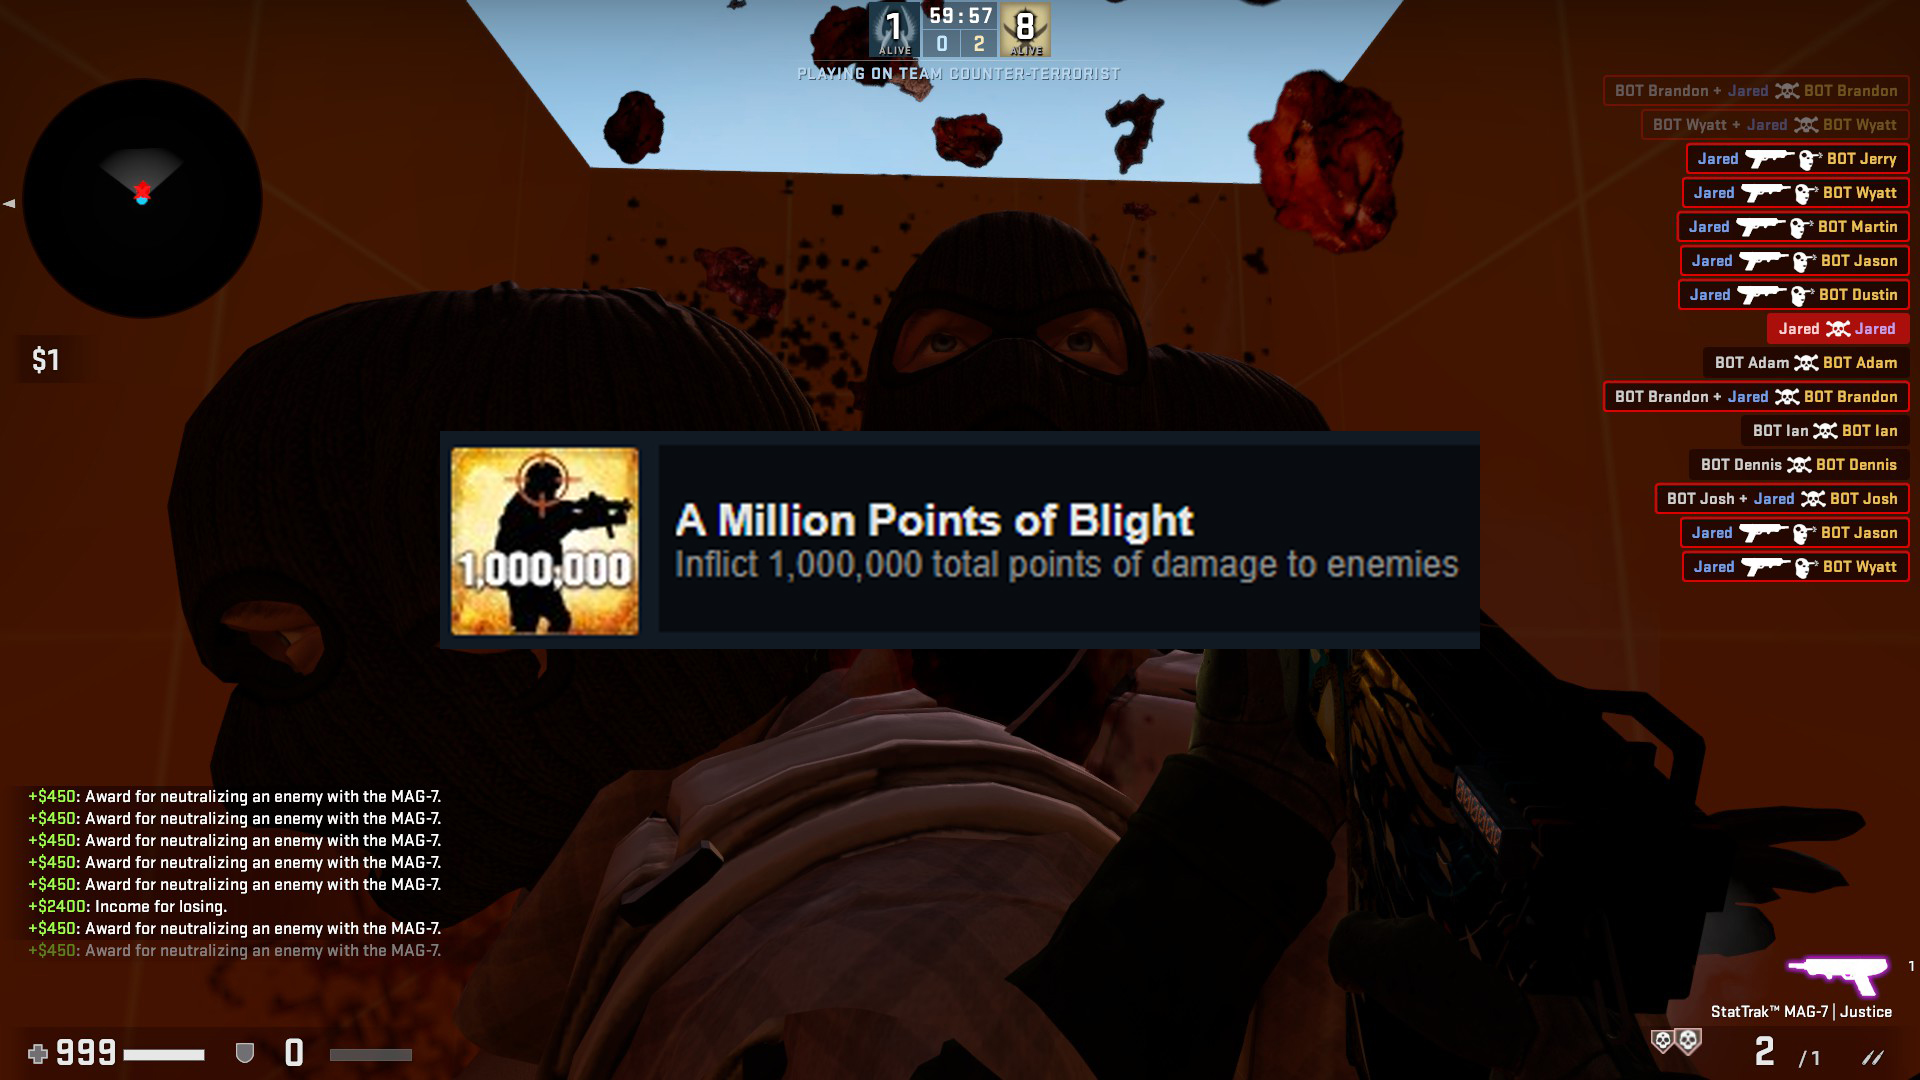 1 59:57 8
ALIVE 0 2 ALIVE
PLAYING ON TEAM COUNTER-TERRORIST
BOT Brandon + Jared BOT Brandon
BOT Wyatt + Jared BOT Wyatt
Jared BOT Jerry
Jared BOT Wyatt
Jared BOT Martin
Jared BOT Jason
Jared BOT Dustin
Jared Jared
BOT Adam BOT Adam
BOT Brandon + Jared BOT Brandon
BOT Ian BOT Ian
BOT Dennis BOT Dennis
BOT Josh + Jared BOT Josh
Jared BOT Jason
Jared BOT Wyatt
$1
1,000,000
A Million Points of Blight
Inflict 1,000,000 total points of damage to enemies
+$450: Award for neutralizing an enemy with the MAG-7.
+$450: Award for neutralizing an enemy with the MAG-7.
+$450: Award for neutralizing an enemy with the MAG-7.
+$450: Award for neutralizing an enemy with the MAG-7.
+$450: Award for neutralizing an enemy with the MAG-7.
+$2400: Income for losing.
+$450: Award for neutralizing an enemy with the MAG-7.
+$450: Award for neutralizing an enemy with the MAG-7.
1
StatTrak™ MAG-7 | Justice
999 0
2 / 1